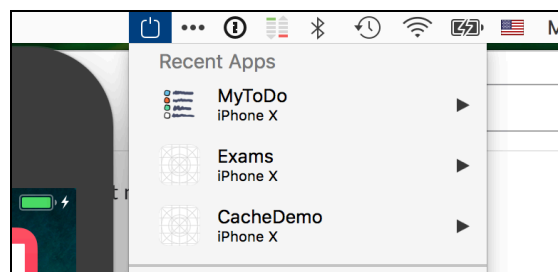 Recent Apps
MyToDo
iPhone X
Exams
iPhone X
CacheDemo
iPhone X